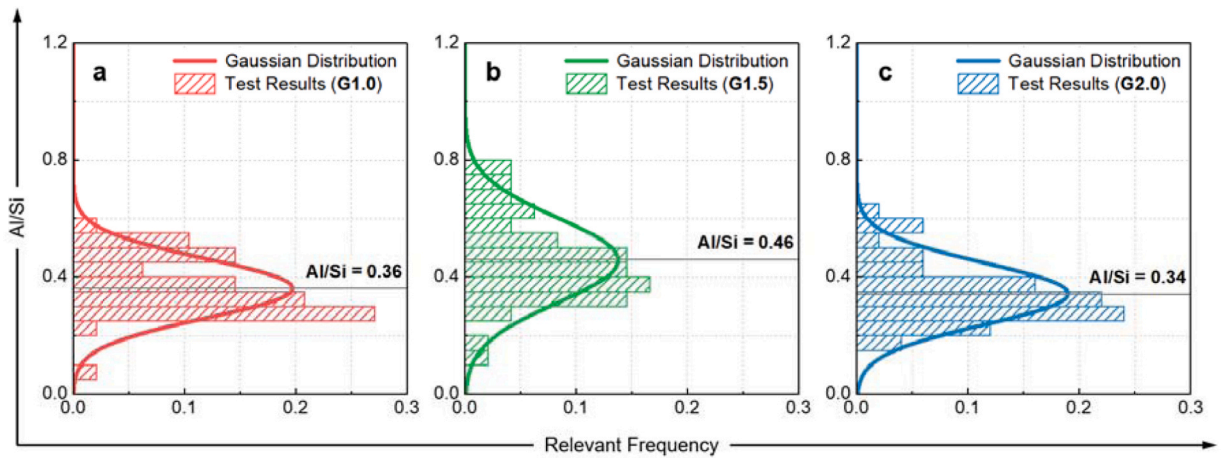 Al/Si
1.2
0.8
0.4
0.0
a
Gaussian Distribution
Test Results (G1.0)
Al/Si = 0.36
0.0 0.1 0.2 0.3
1.2
0.8
0.4
0.0
b
Gaussian Distribution
Test Results (G1.5)
Al/Si = 0.46
0.0 0.1 0.2 0.3
1.2
0.8
0.4
0.0
c
Gaussian Distribution
Test Results (G2.0)
Al/Si = 0.34
0.0 0.1 0.2 0.3
Relevant Frequency